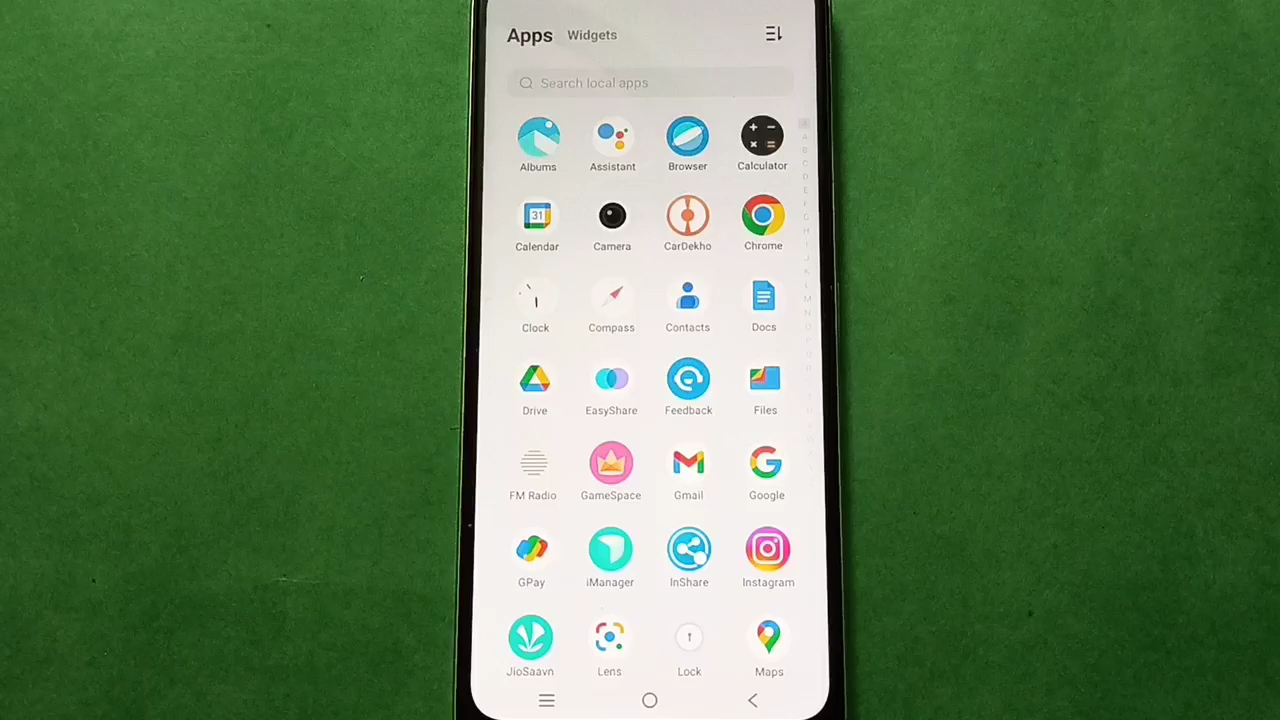 Apps Widgets
Search local apps
Albums Assistant Browser Calculator
31
Calendar Camera CarDekho Chrome
Clock Compass Contacts Docs
Drive EasyShare Feedback Files
FM Radio GameSpace Gmail Google
GPay iManager InShare Instagram
JioSaavn Lens Lock Maps